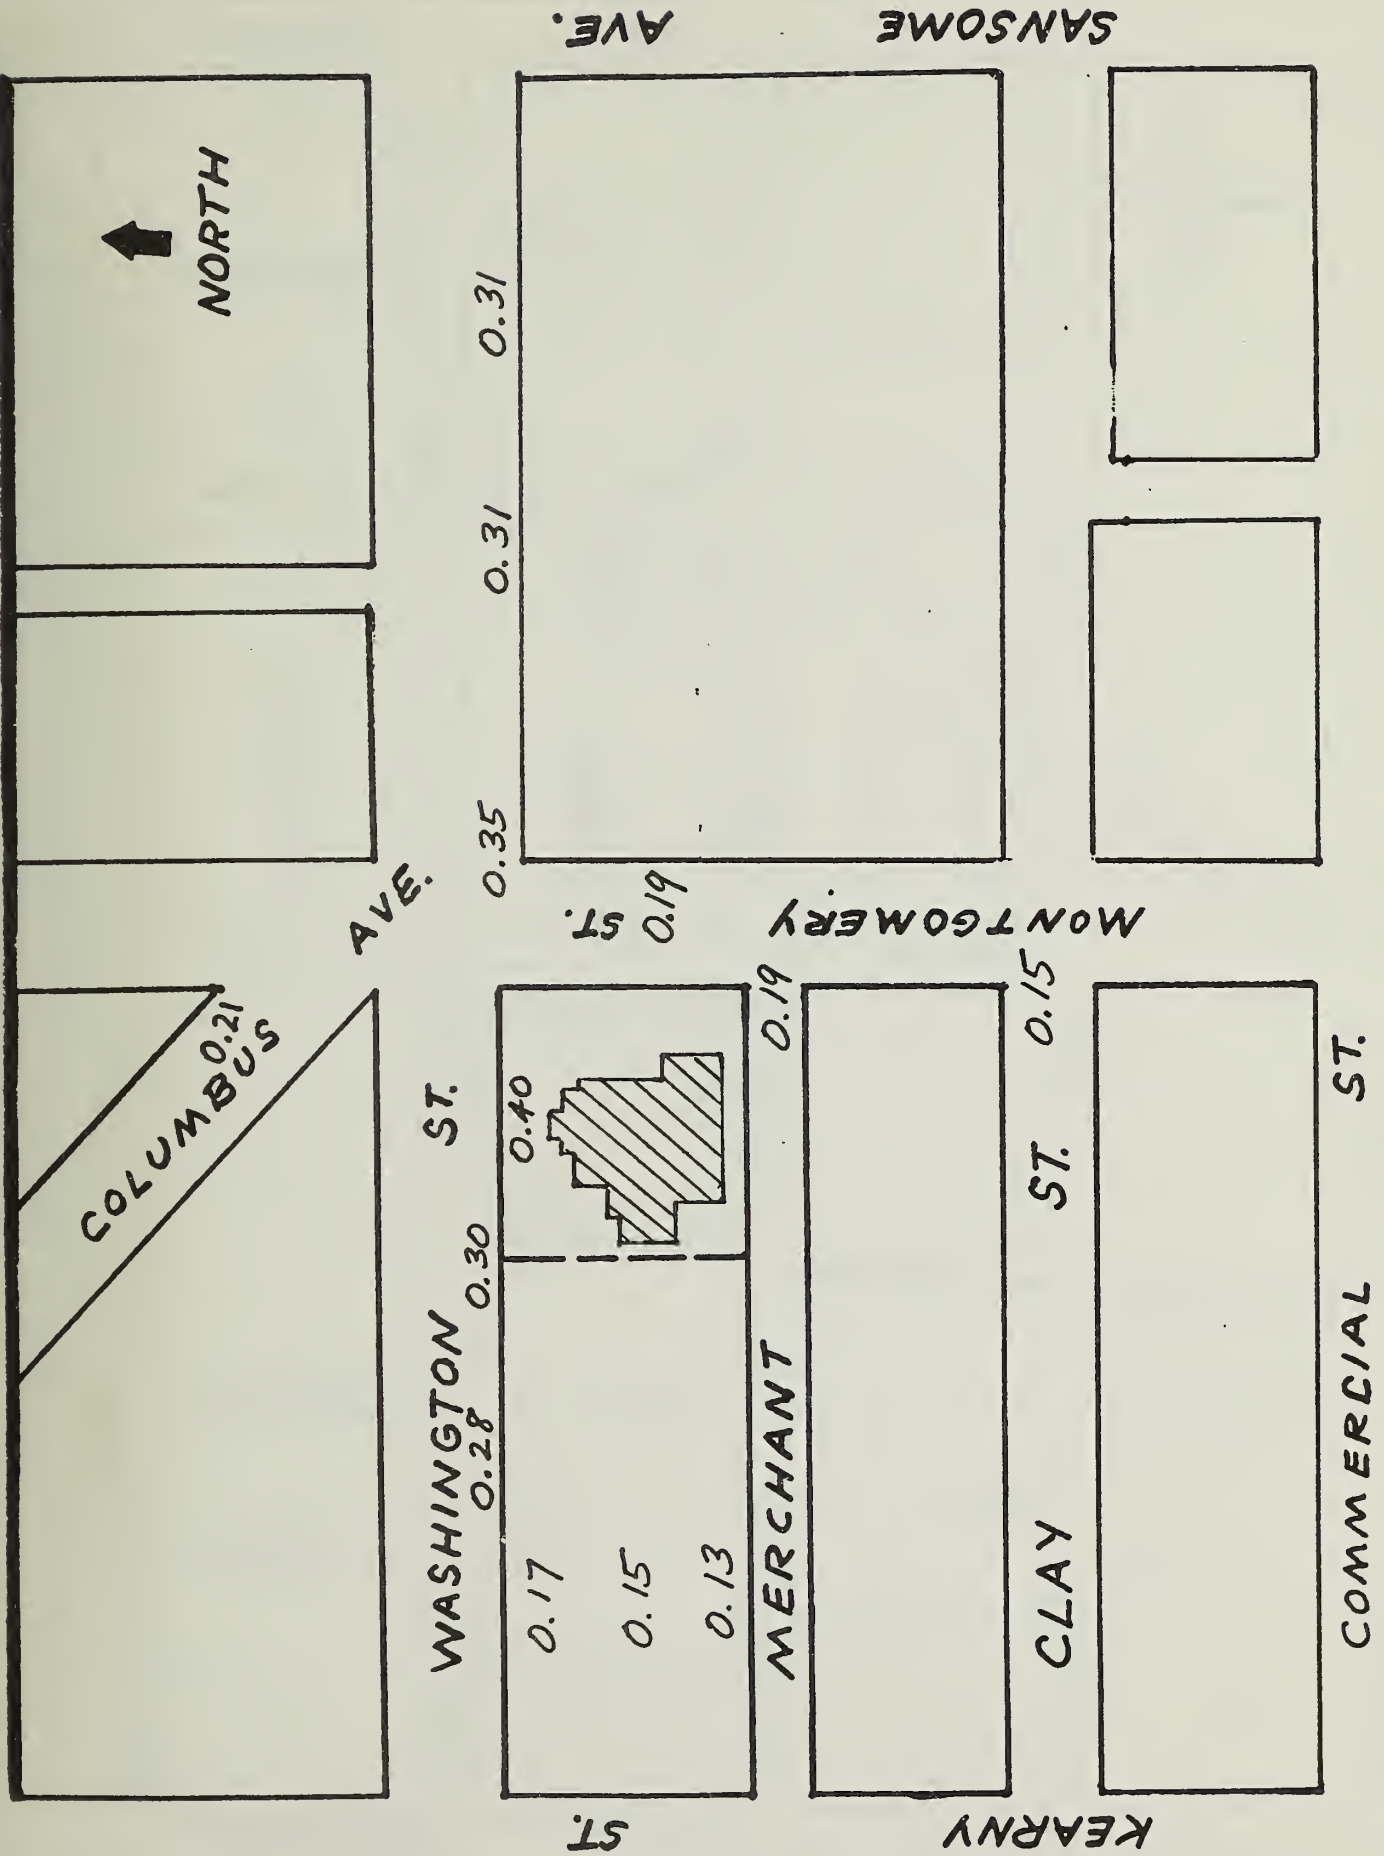 SANSOME AVE.
NORTH
0.31
0.31
0.35
AVE.
COLUMBUS
0.21
MONTGOMERY ST.
0.19
0.19
0.15
WASHINGTON ST.
0.40
0.30
0.28
0.17
0.15
0.13
MERCHANT
CLAY ST.
COMMERCIAL ST.
KEARNY ST.